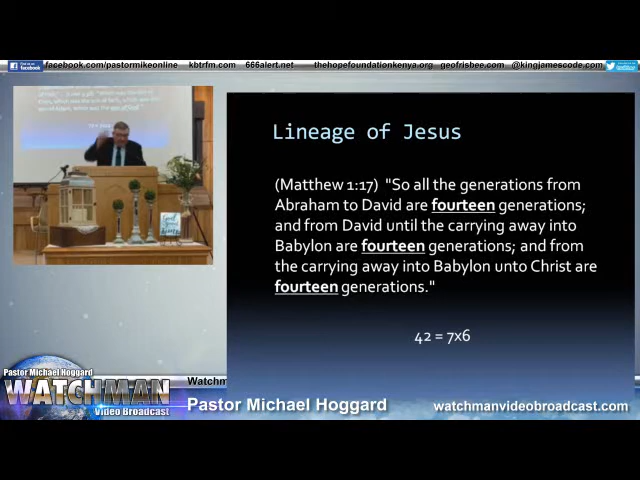 facebook.com/pastormikeonline kbtrfm.com 666alert.net thehopefoundationkenya.org geofrisbee.com @kingjamescode.com
Lineage of Jesus
(Matthew 1:17) "So all the generations from
Abraham to David are fourteen generations;
and from David until the carrying away into
Babylon are fourteen generations; and from
the carrying away into Babylon unto Christ are
fourteen generations."
42 = 7x6
Pastor Michael Hoggard
WATCHMAN
Video Broadcast
Watchm
Pastor Michael Hoggard
watchmanvideobroadcast.com